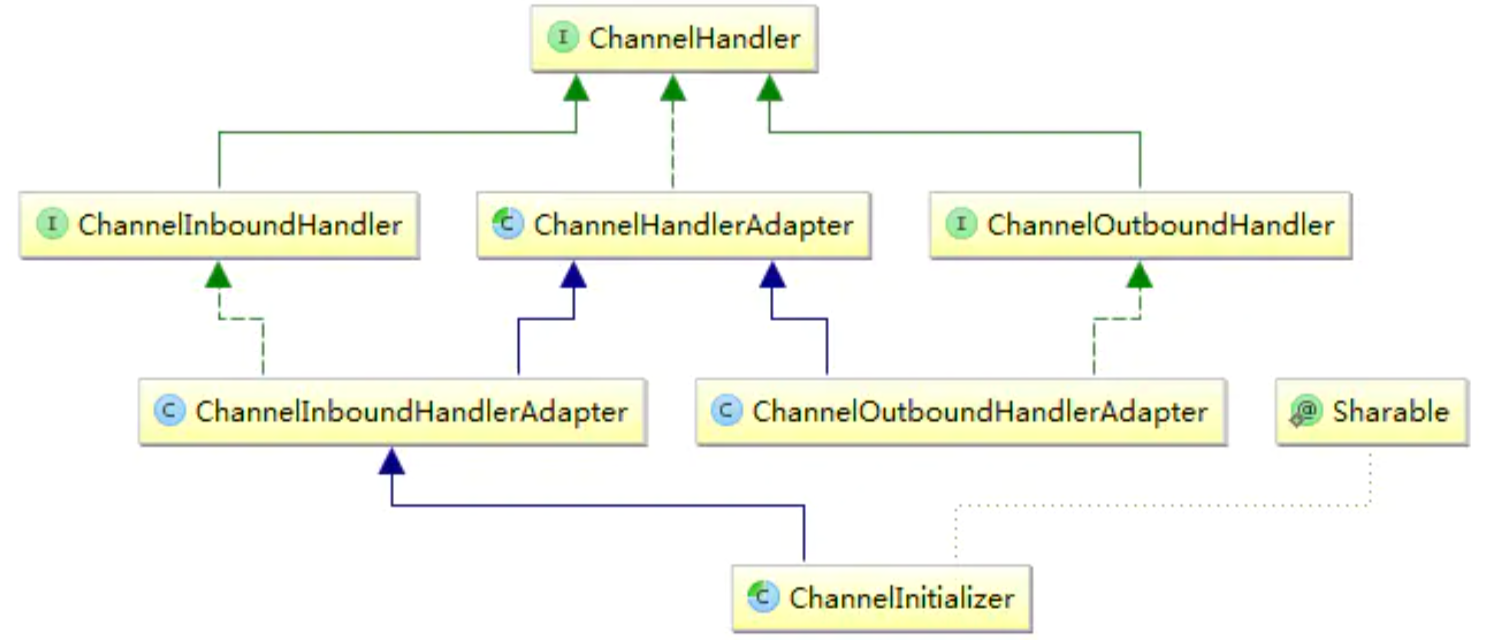 I ChannelHandler
I ChannelInboundHandler
C ChannelHandlerAdapter
I ChannelOutboundHandler
C ChannelInboundHandlerAdapter
C ChannelOutboundHandlerAdapter
@ Sharable
C ChannelInitializer